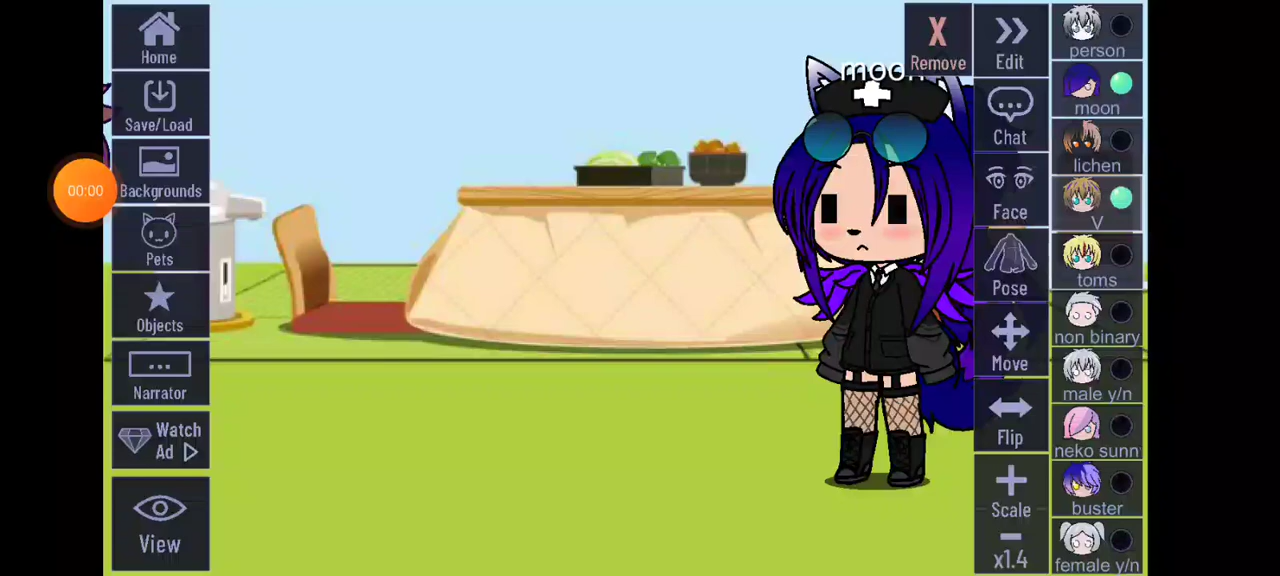 Home
Save/Load
00:00
Backgrounds
Pets
Objects
Narrator
Watch
Ad
View
moon
X
Remove
Edit
Chat
Face
Pose
Move
Flip
Scale
x1.4
person
moon
lichen
V
toms
non binary
male y/n
neko sunn
buster
female y/n